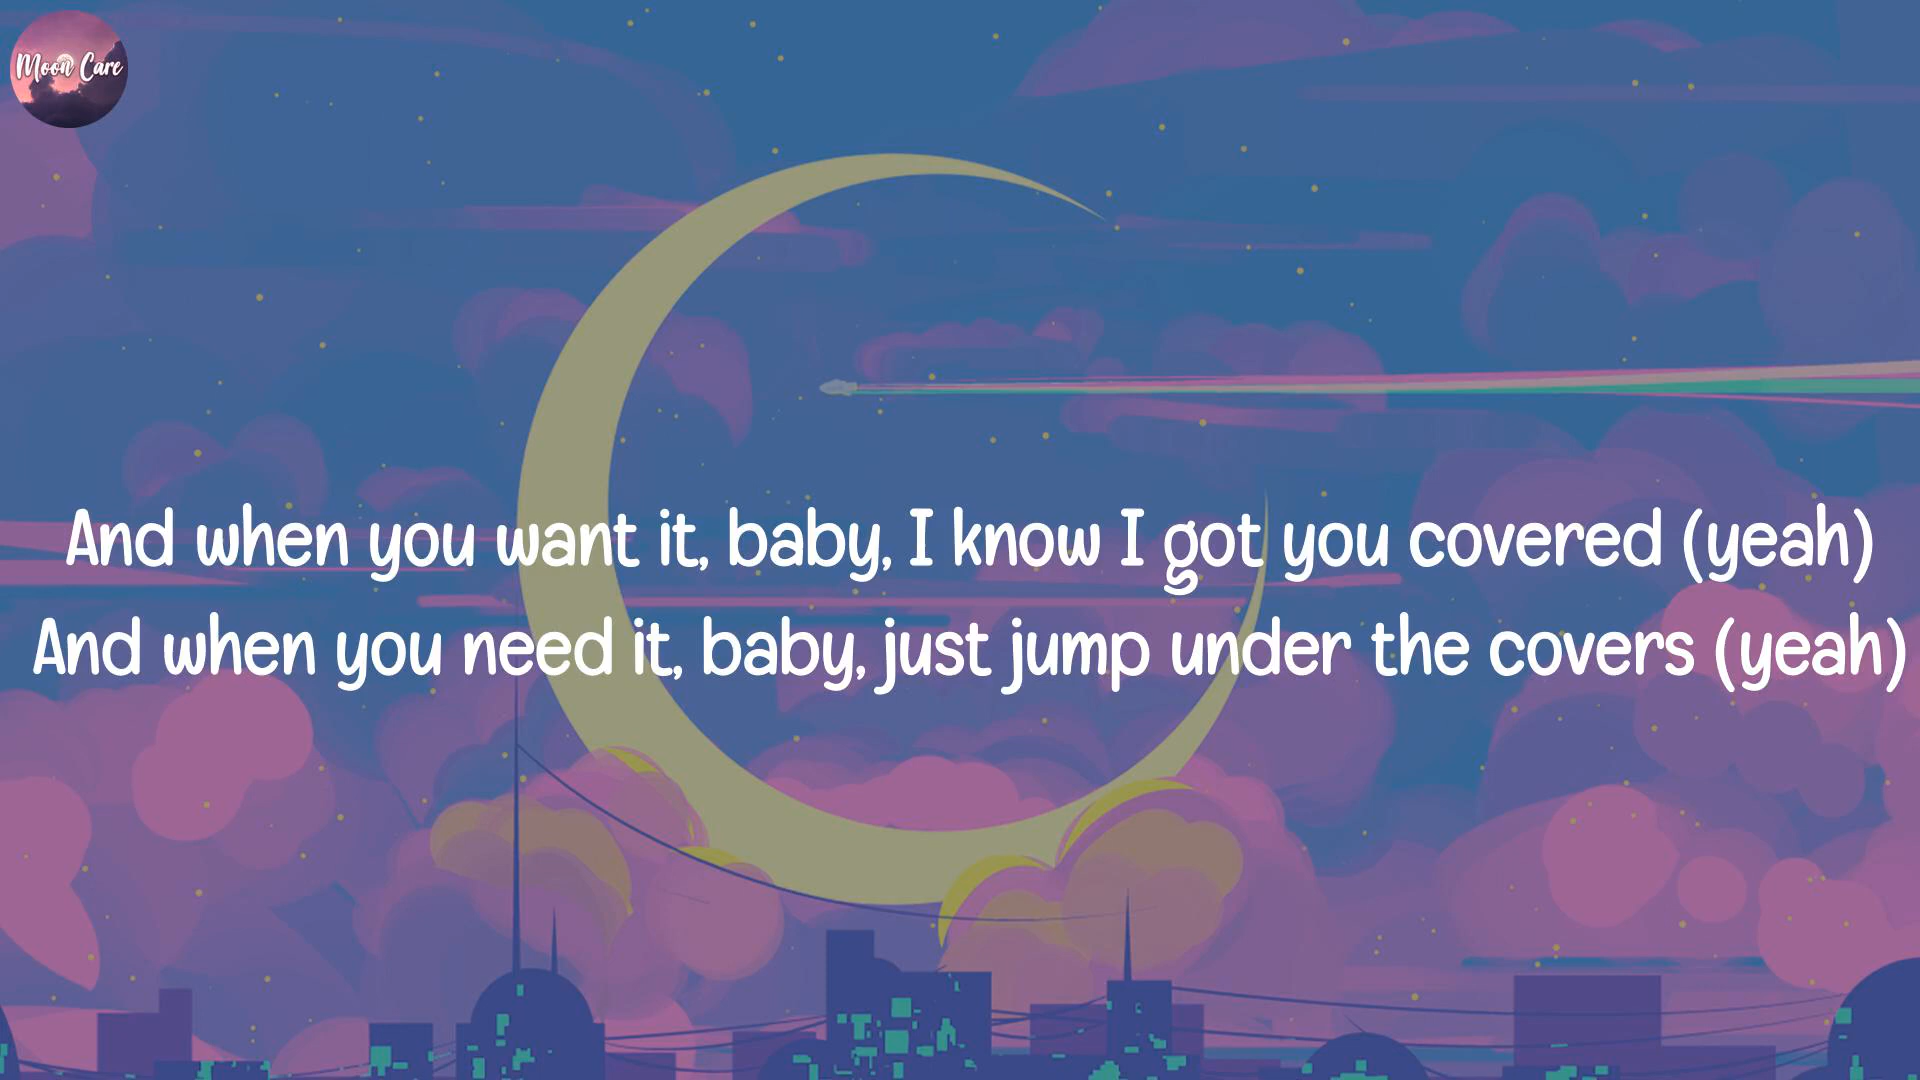 Moon Care
And when you want it, baby, I know I got you covered (yeah)
And when you need it, baby, just jump under the covers (yeah)